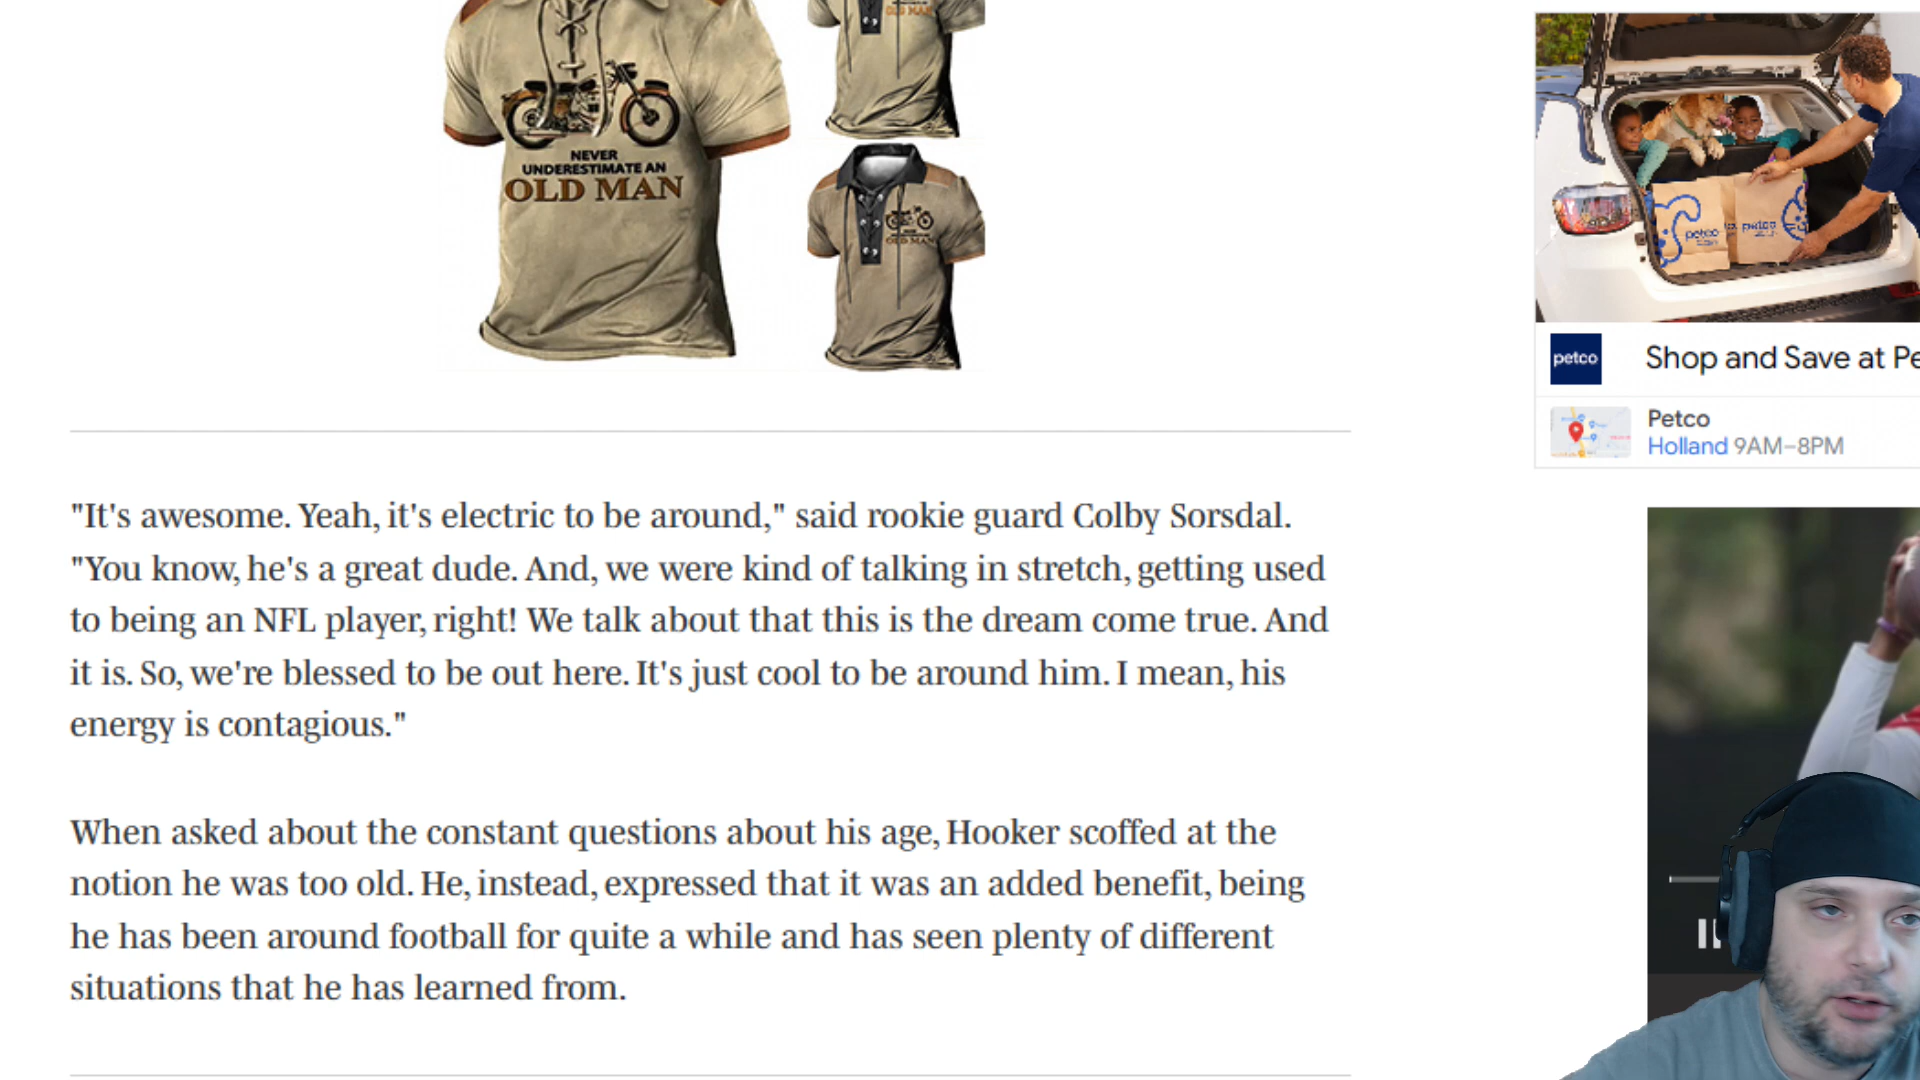 NEVER
UNDERESTIMATE AN
OLD MAN
OLD MAN
OLD MAN
petco
petco
petco
Shop and Save at Pe
Petco
Holland 9AM–8PM
"It's awesome. Yeah, it's electric to be around," said rookie guard Colby Sorsdal.
"You know, he's a great dude. And, we were kind of talking in stretch, getting used
to being an NFL player, right! We talk about that this is the dream come true. And
it is. So, we're blessed to be out here. It's just cool to be around him. I mean, his
energy is contagious."
When asked about the constant questions about his age, Hooker scoffed at the
notion he was too old. He, instead, expressed that it was an added benefit, being
he has been around football for quite a while and has seen plenty of different
situations that he has learned from.